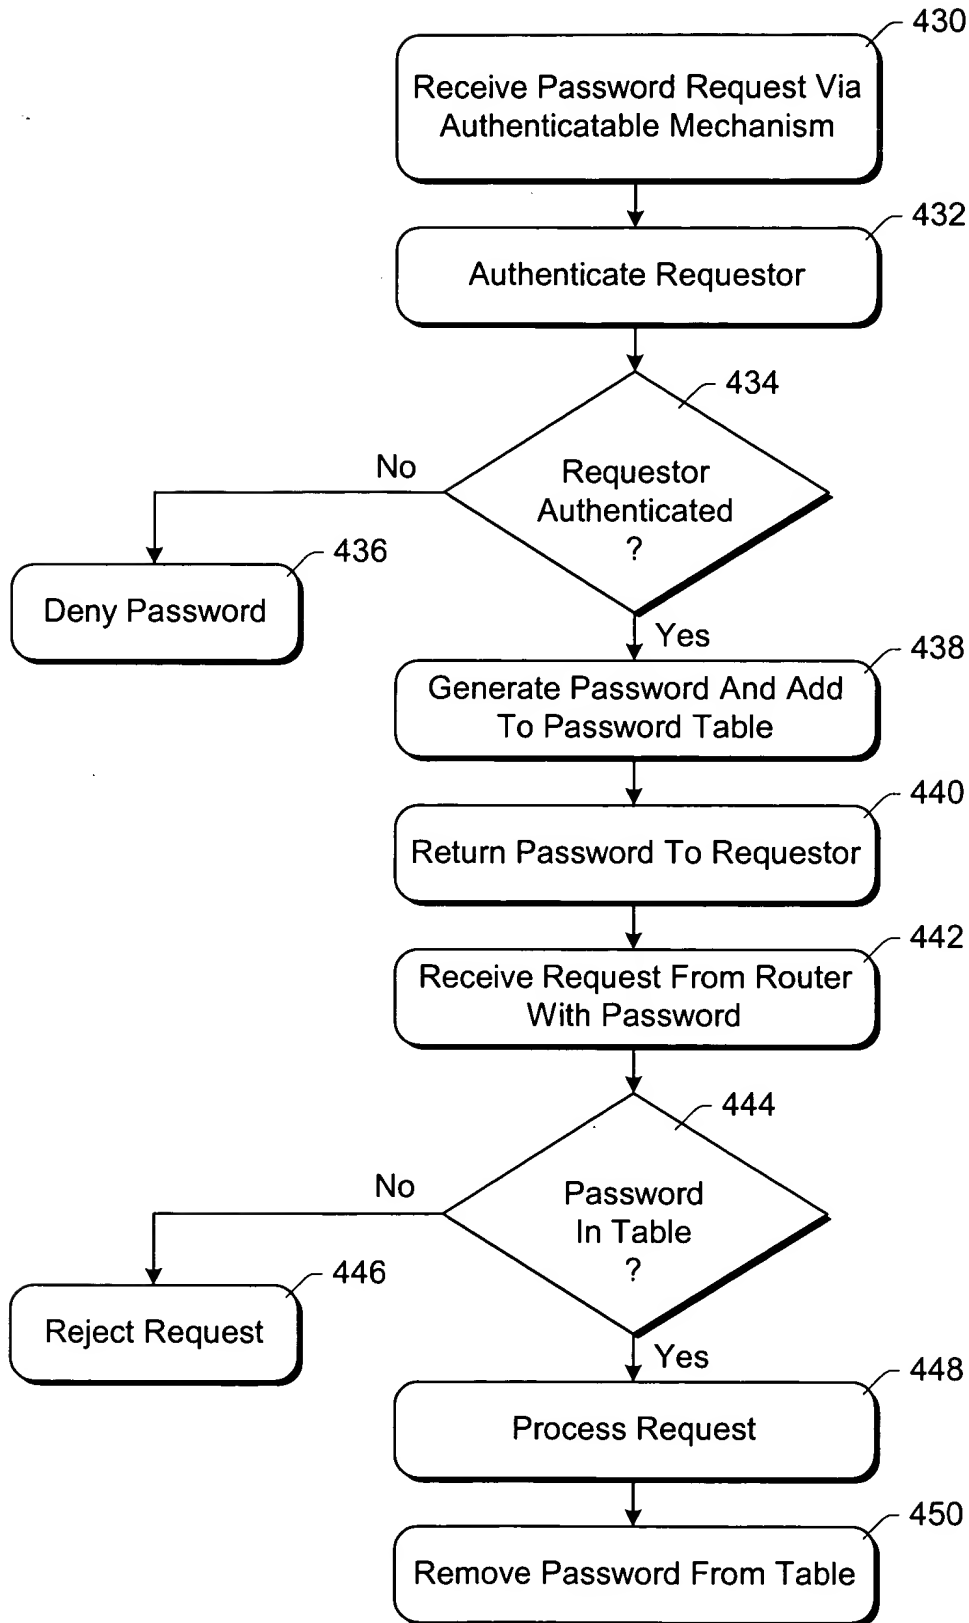 430
Receive Password Request Via
Authenticatable Mechanism
432
Authenticate Requestor
434
No
Requestor
Authenticated
?
436
Deny Password
Yes
438
Generate Password And Add
To Password Table
440
Return Password To Requestor
442
Receive Request From Router
With Password
444
No
Password
In Table
?
446
Reject Request
Yes
448
Process Request
450
Remove Password From Table